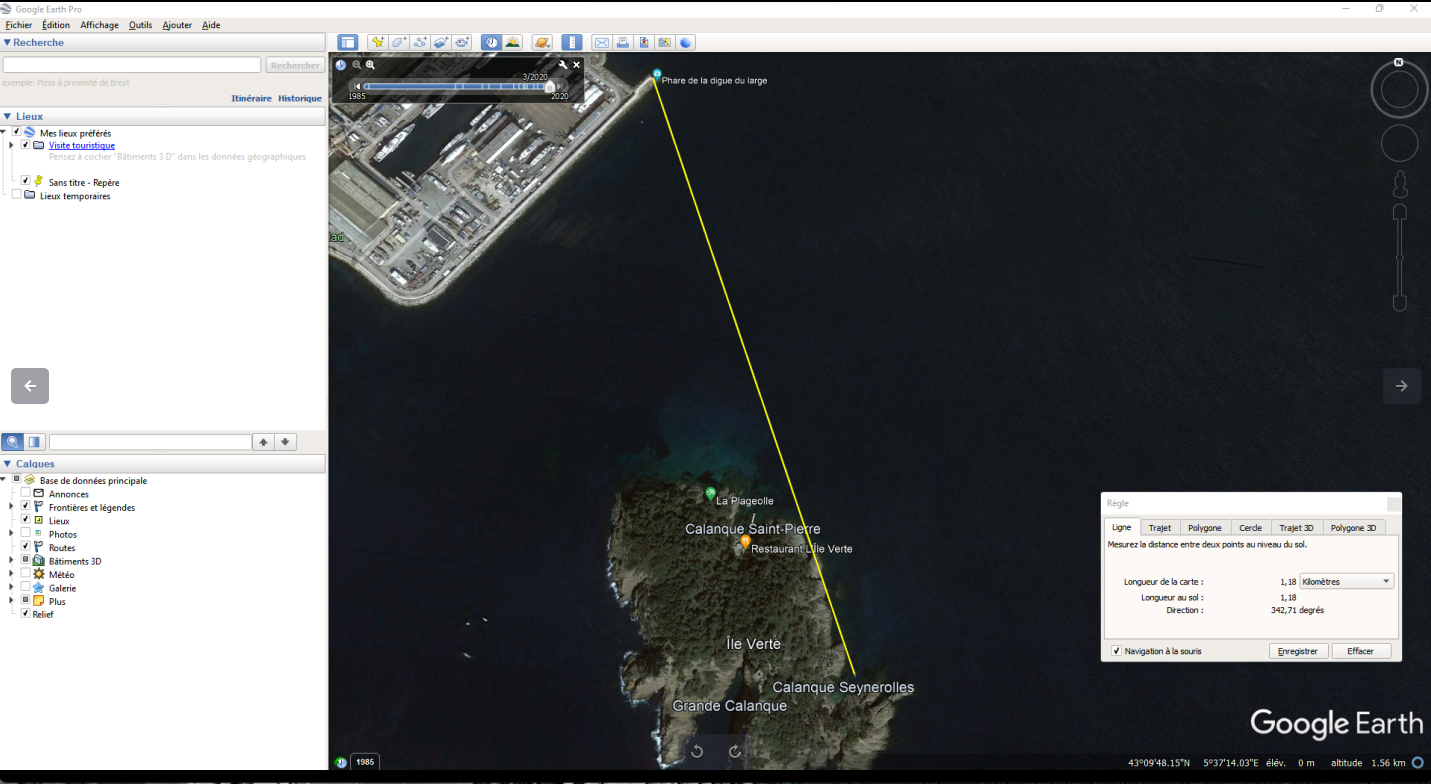 Google Earth Pro
Fichier Édition Affichage Outils Ajouter Aide
Recherche
Rechercher
exemple: Pizza à proximité de Brest
Itinéraire Historique
Lieux
Mes lieux préférés
Visite touristique
Pensez à cocher "Bâtiments 3 D" dans les données géographiques
Sans titre - Repère
Lieux temporaires
Calques
Base de données principale
Annonces
Frontières et légendes
Lieux
Photos
Routes
Bâtiments 3D
Météo
Galerie
Plus
Relief
3/2020
1985 2020
N
Phare de la digue du large
La Plageolle
Calanque Saint-Pierre
Restaurant L'Île Verte
Île Verte
Calanque Seynerolles
Grande Calanque
Règle
Ligne Trajet Polygone Cercle Trajet 3D Polygone 3D
Mesurez la distance entre deux points au niveau du sol.
Longueur de la carte : 1,18 Kilomètres
Longueur au sol : 1,18
Direction : 342,71 degrés
Navigation à la souris Enregistrer Effacer
Google Earth
1985
43°09'48.15"N 5°37'14.03"E élév. 0 m altitude 1.56 km